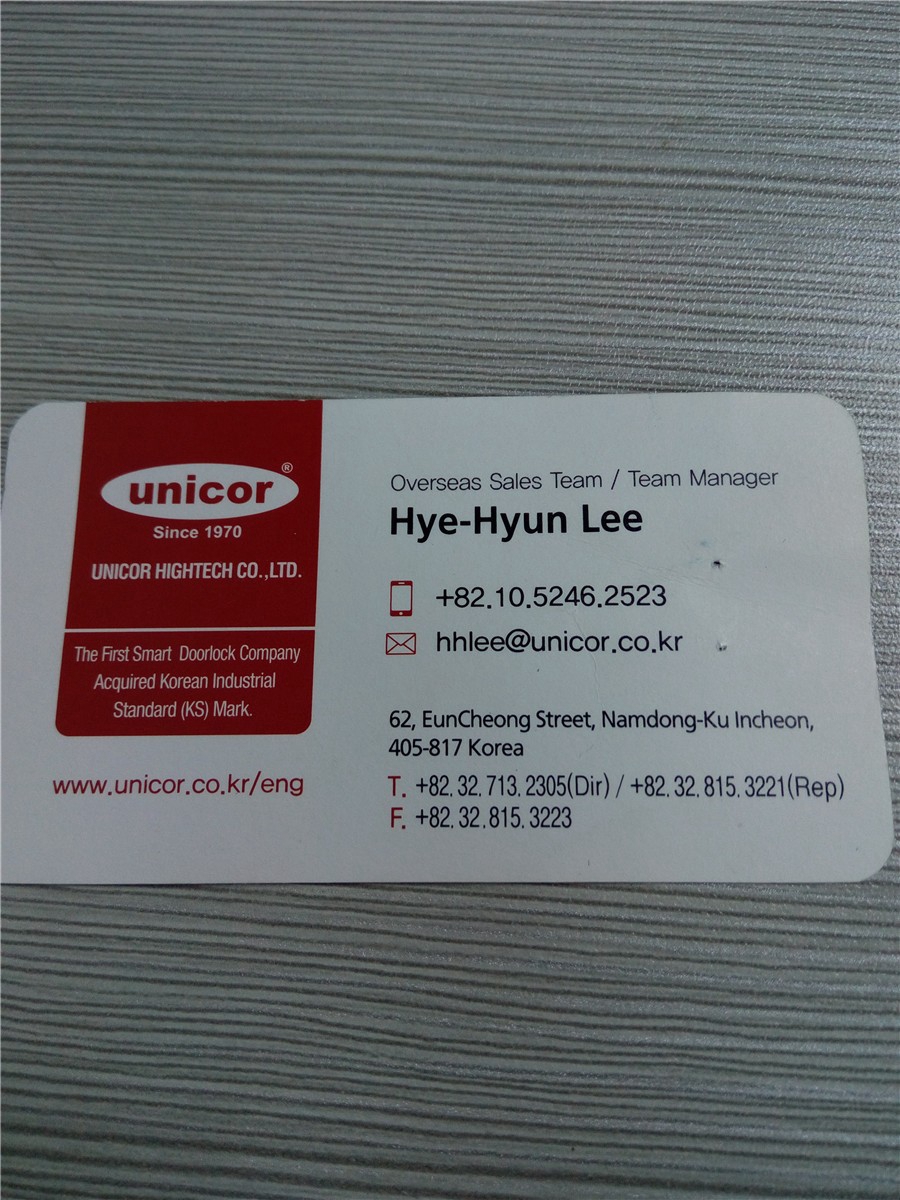 unicor®
Since 1970
UNICOR HIGHTECH CO.,LTD.
The First Smart Doorlock Company
Acquired Korean Industrial
Standard (KS) Mark.
www.unicor.co.kr/eng
Overseas Sales Team / Team Manager
Hye-Hyun Lee
+82.10.5246.2523
hhlee@unicor.co.kr
62, EunCheong Street, Namdong-Ku Incheon,
405-817 Korea
T. +82.32.713.2305(Dir) / +82.32.815.3221(Rep)
F. +82.32.815.3223